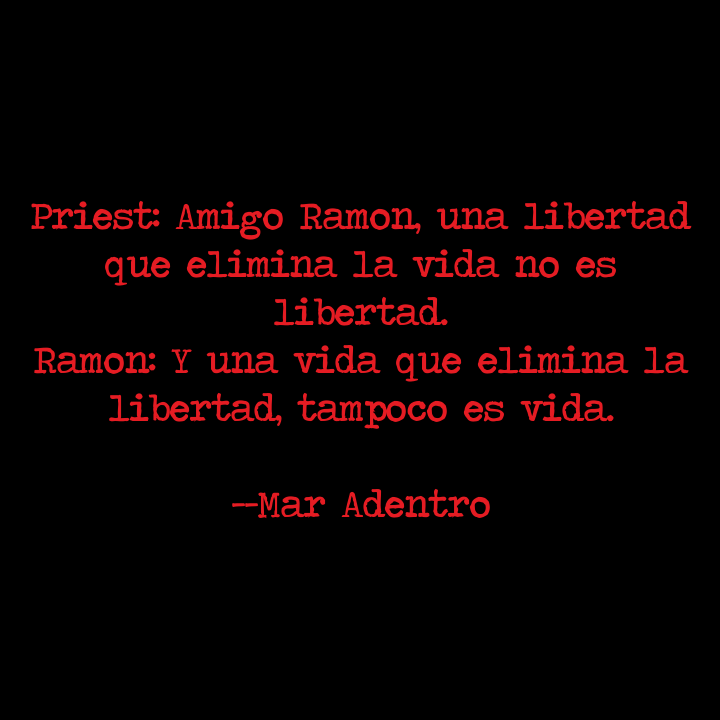 Priest: Amigo Ramon, una libertad
que elimina la vida no es
libertad.
Ramon: Y una vida que elimina la
libertad, tampoco es vida.
--Mar Adentro